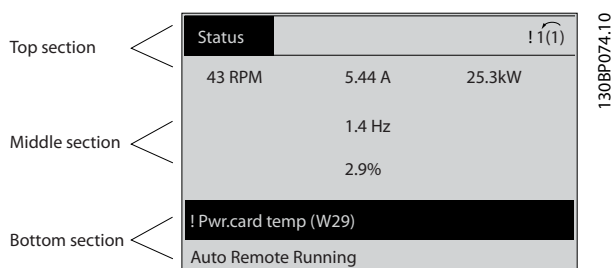 Top section
Status
! 1(1)
43 RPM 5.44 A 25.3kW
Middle section
1.4 Hz
2.9%
! Pwr.card temp (W29)
Bottom section
Auto Remote Running
130BP074.10